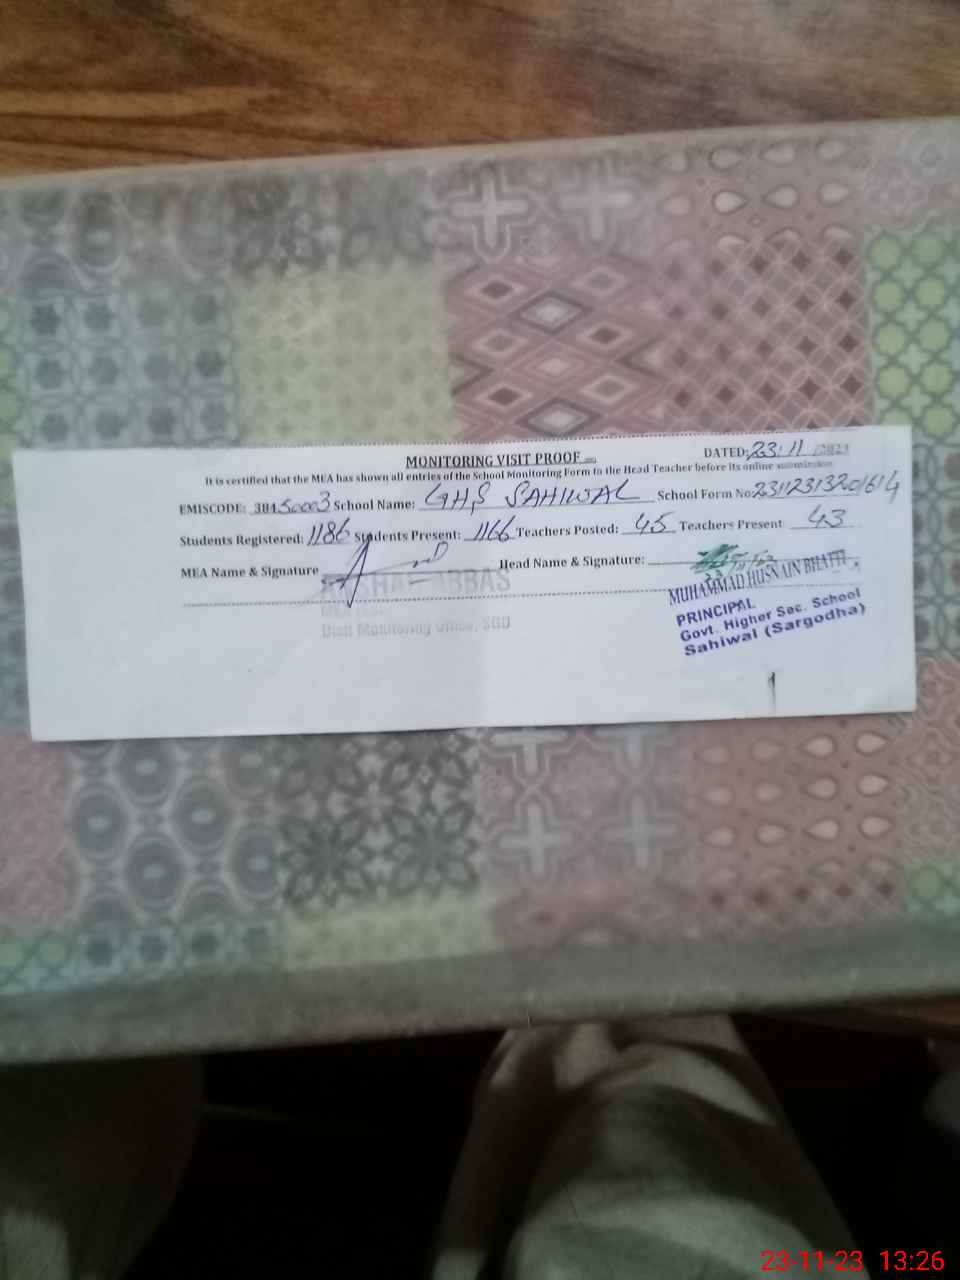 MONITORING VISIT PROOF
DATED: 23.11.2023
It is certified that the MEA has shown all entries of the School Monitoring Form to the Head Teacher before its online submission
EMISCODE: 38450003 School Name: GHS SAHIWAL School Form No
Students Registered: 1186 Students Present: 1166 Teachers Posted: 45 Teachers Present 43
MEA Name & Signature Head Name & Signature:
ABBAS
Distt Monitoring Office, SGD
MUHAMMAD HUSNAIN BHATTI
PRINCIPAL
Govt. Higher Sec. School
Sahiwal (Sargodha)
23-11-23 13:26